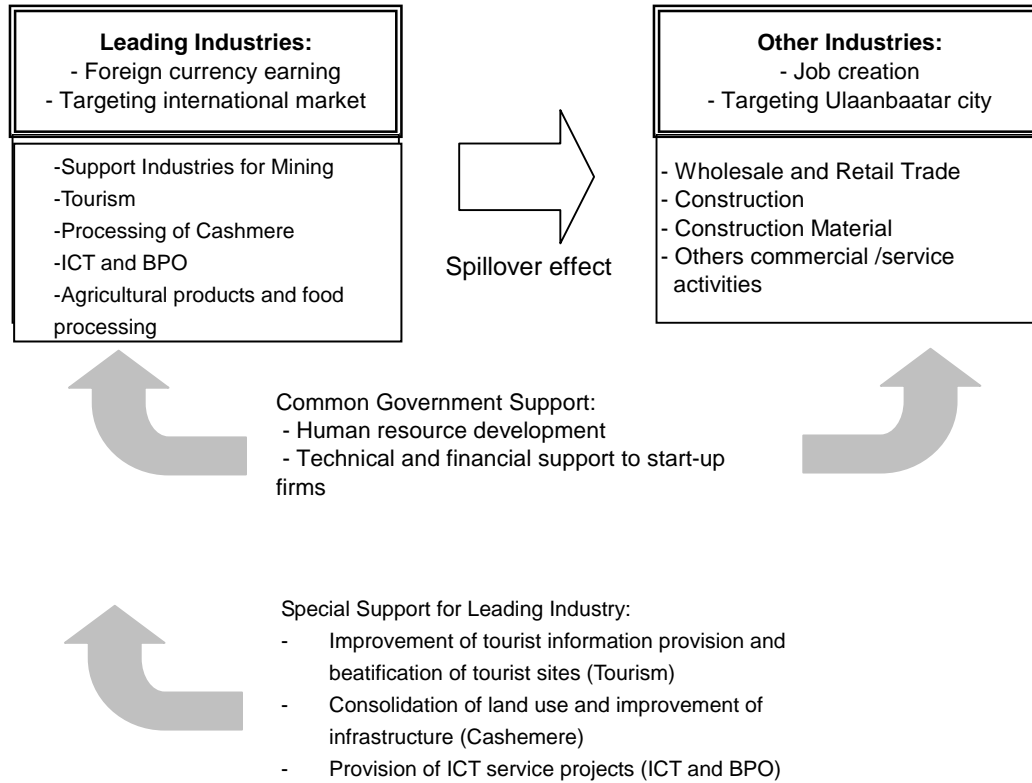 Leading Industries:
- Foreign currency earning
- Targeting international market
-Support Industries for Mining
-Tourism
-Processing of Cashmere
-ICT and BPO
-Agricultural products and food
processing
Spillover effect
Other Industries:
- Job creation
- Targeting Ulaanbaatar city
- Wholesale and Retail Trade
- Construction
- Construction Material
- Others commercial /service
activities
Common Government Support:
- Human resource development
- Technical and financial support to start-up
firms
Special Support for Leading Industry:
- Improvement of tourist information provision and
beatification of tourist sites (Tourism)
- Consolidation of land use and improvement of
infrastructure (Cashemere)
- Provision of ICT service projects (ICT and BPO)